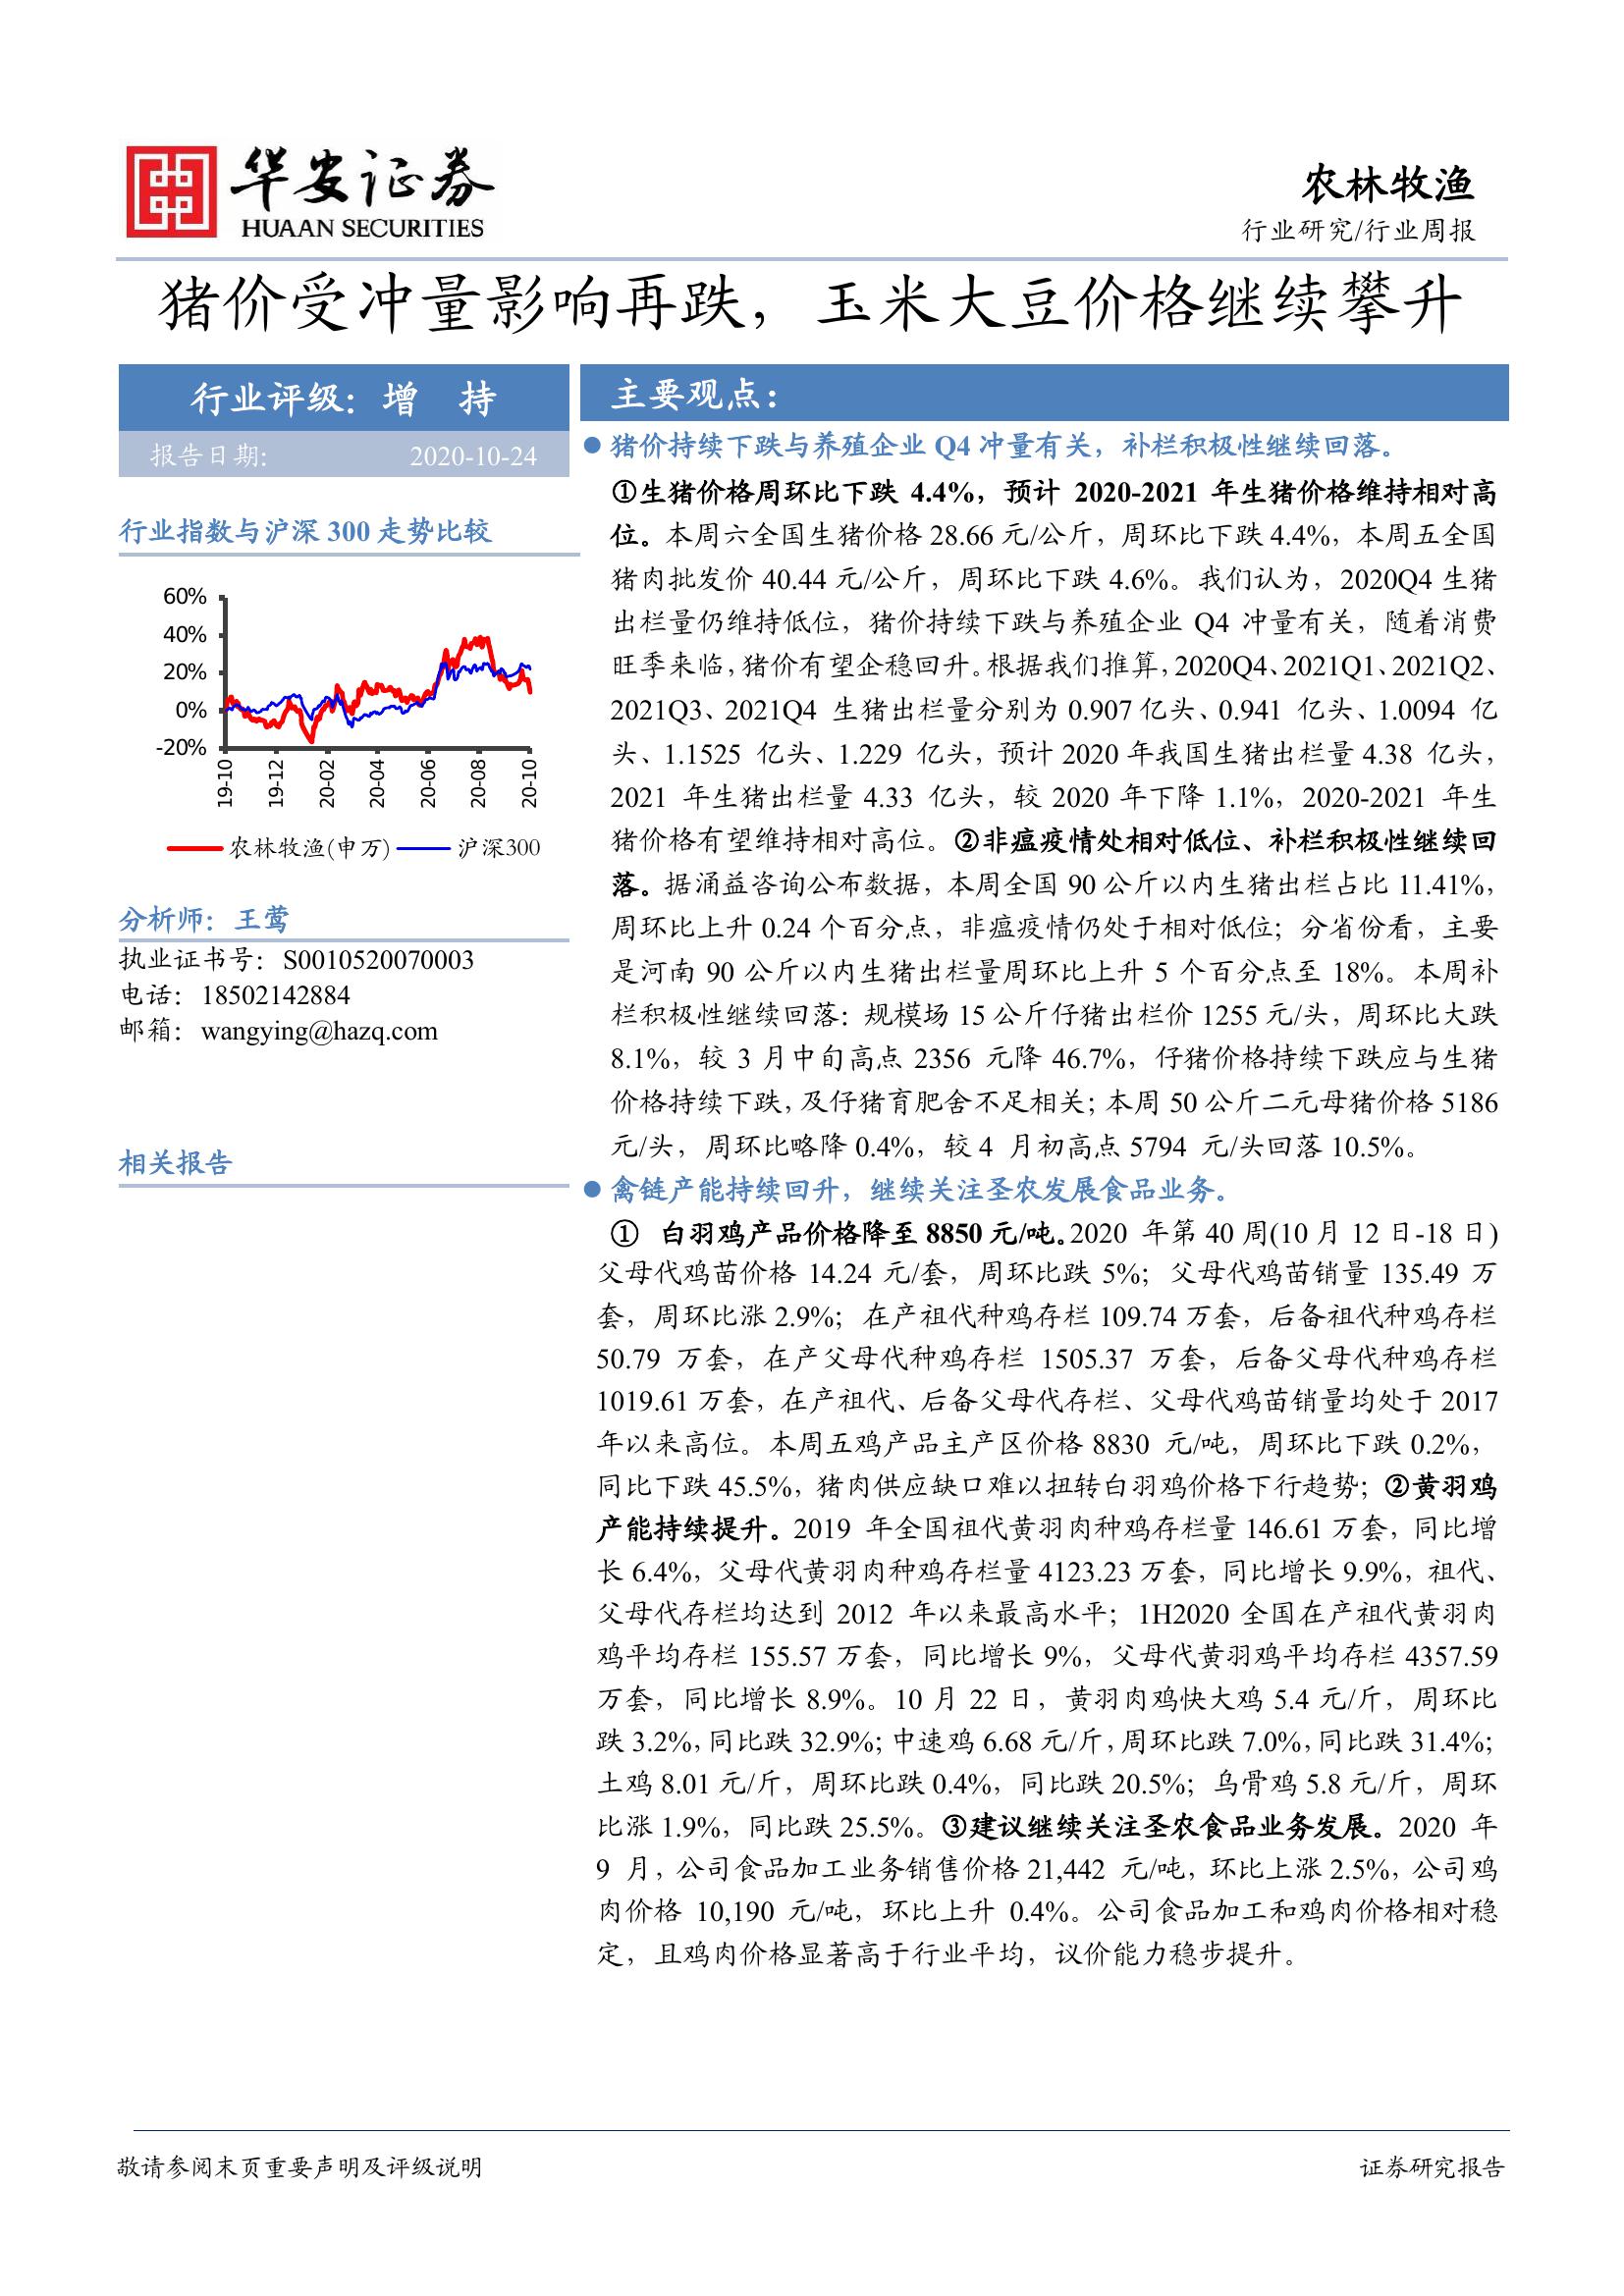 华安证券
HUAAN SECURITIES
农林牧渔
行业研究/行业周报
猪价受冲量影响再跌，玉米大豆价格继续攀升
行业评级：增 持
报告日期: 2020-10-24
行业指数与沪深 300 走势比较
60%
40%
20%
0%
-20%
19-10
19-12
20-02
20-04
20-06
20-08
20-10
农林牧渔(申万)
沪深300
分析师：王莺
执业证书号：S0010520070003
电话：18502142884
邮箱：wangying@hazq.com
相关报告
主要观点：
● 猪价持续下跌与养殖企业 Q4 冲量有关，补栏积极性继续回落。
①生猪价格周环比下跌 4.4%，预计 2020-2021 年生猪价格维持相对高
位。本周六全国生猪价格 28.66 元/公斤，周环比下跌 4.4%，本周五全国
猪肉批发价 40.44 元/公斤，周环比下跌 4.6%。我们认为，2020Q4 生猪
出栏量仍维持低位，猪价持续下跌与养殖企业 Q4 冲量有关，随着消费
旺季来临，猪价有望企稳回升。根据我们推算，2020Q4、2021Q1、2021Q2、
2021Q3、2021Q4 生猪出栏量分别为 0.907 亿头、0.941 亿头、1.0094 亿
头、1.1525 亿头、1.229 亿头，预计 2020 年我国生猪出栏量 4.38 亿头，
2021 年生猪出栏量 4.33 亿头，较 2020 年下降 1.1%，2020-2021 年生
猪价格有望维持相对高位。②非瘟疫情处相对低位、补栏积极性继续回
落。据涌益咨询公布数据，本周全国 90 公斤以内生猪出栏占比 11.41%，
周环比上升 0.24 个百分点，非瘟疫情仍处于相对低位；分省份看，主要
是河南 90 公斤以内生猪出栏量周环比上升 5 个百分点至 18%。本周补
栏积极性继续回落：规模场 15 公斤仔猪出栏价 1255 元/头，周环比大跌
8.1%，较 3 月中旬高点 2356 元降 46.7%，仔猪价格持续下跌应与生猪
价格持续下跌，及仔猪育肥舍不足相关；本周 50 公斤二元母猪价格 5186
元/头，周环比略降 0.4%，较 4 月初高点 5794 元/头回落 10.5%。
● 禽链产能持续回升，继续关注圣农发展食品业务。
① 白羽鸡产品价格降至 8850 元/吨。2020 年第 40 周(10 月 12 日-18 日)
父母代鸡苗价格 14.24 元/套，周环比跌 5%；父母代鸡苗销量 135.49 万
套，周环比涨 2.9%；在产祖代种鸡存栏 109.74 万套，后备祖代种鸡存栏
50.79 万套，在产父母代种鸡存栏 1505.37 万套，后备父母代种鸡存栏
1019.61 万套，在产祖代、后备父母代存栏、父母代鸡苗销量均处于 2017
年以来高位。本周五鸡产品主产区价格 8830 元/吨，周环比下跌 0.2%，
同比下跌 45.5%，猪肉供应缺口难以扭转白羽鸡价格下行趋势；②黄羽鸡
产能持续提升。2019 年全国祖代黄羽肉种鸡存栏量 146.61 万套，同比增
长 6.4%，父母代黄羽肉种鸡存栏量 4123.23 万套，同比增长 9.9%，祖代、
父母代存栏均达到 2012 年以来最高水平；1H2020 全国在产祖代黄羽肉
鸡平均存栏 155.57 万套，同比增长 9%，父母代黄羽鸡平均存栏 4357.59
万套，同比增长 8.9%。10 月 22 日，黄羽肉鸡快大鸡 5.4 元/斤，周环比
跌 3.2%，同比跌 32.9%；中速鸡 6.68 元/斤，周环比跌 7.0%，同比跌 31.4%；
土鸡 8.01 元/斤，周环比跌 0.4%，同比跌 20.5%；乌骨鸡 5.8 元/斤，周环
比涨 1.9%，同比跌 25.5%。③建议继续关注圣农食品业务发展。2020 年
9 月，公司食品加工业务销售价格 21,442 元/吨，环比上涨 2.5%，公司鸡
肉价格 10,190 元/吨，环比上升 0.4%。公司食品加工和鸡肉价格相对稳
定，且鸡肉价格显著高于行业平均，议价能力稳步提升。
敬请参阅末页重要声明及评级说明
证券研究报告